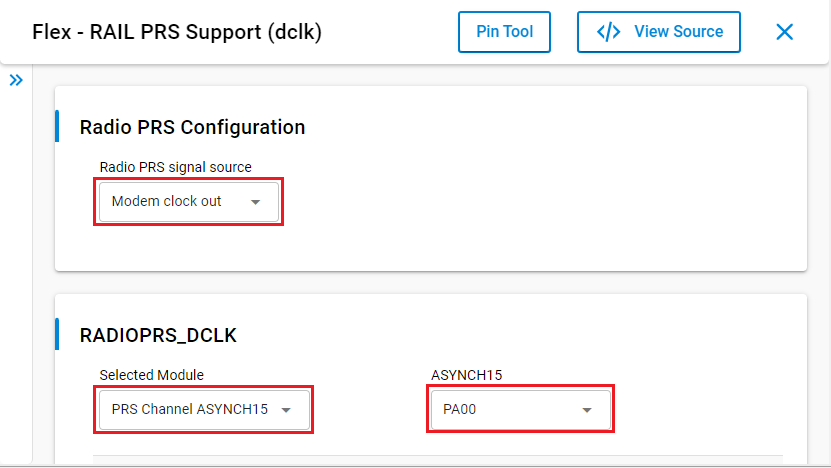 Flex - RAIL PRS Support (dclk)
Pin Tool
</> View Source
Radio PRS Configuration
Radio PRS signal source
Modem clock out
RADIOPRS_DCLK
Selected Module
ASYNCH15
PRS Channel ASYNCH15
PA00